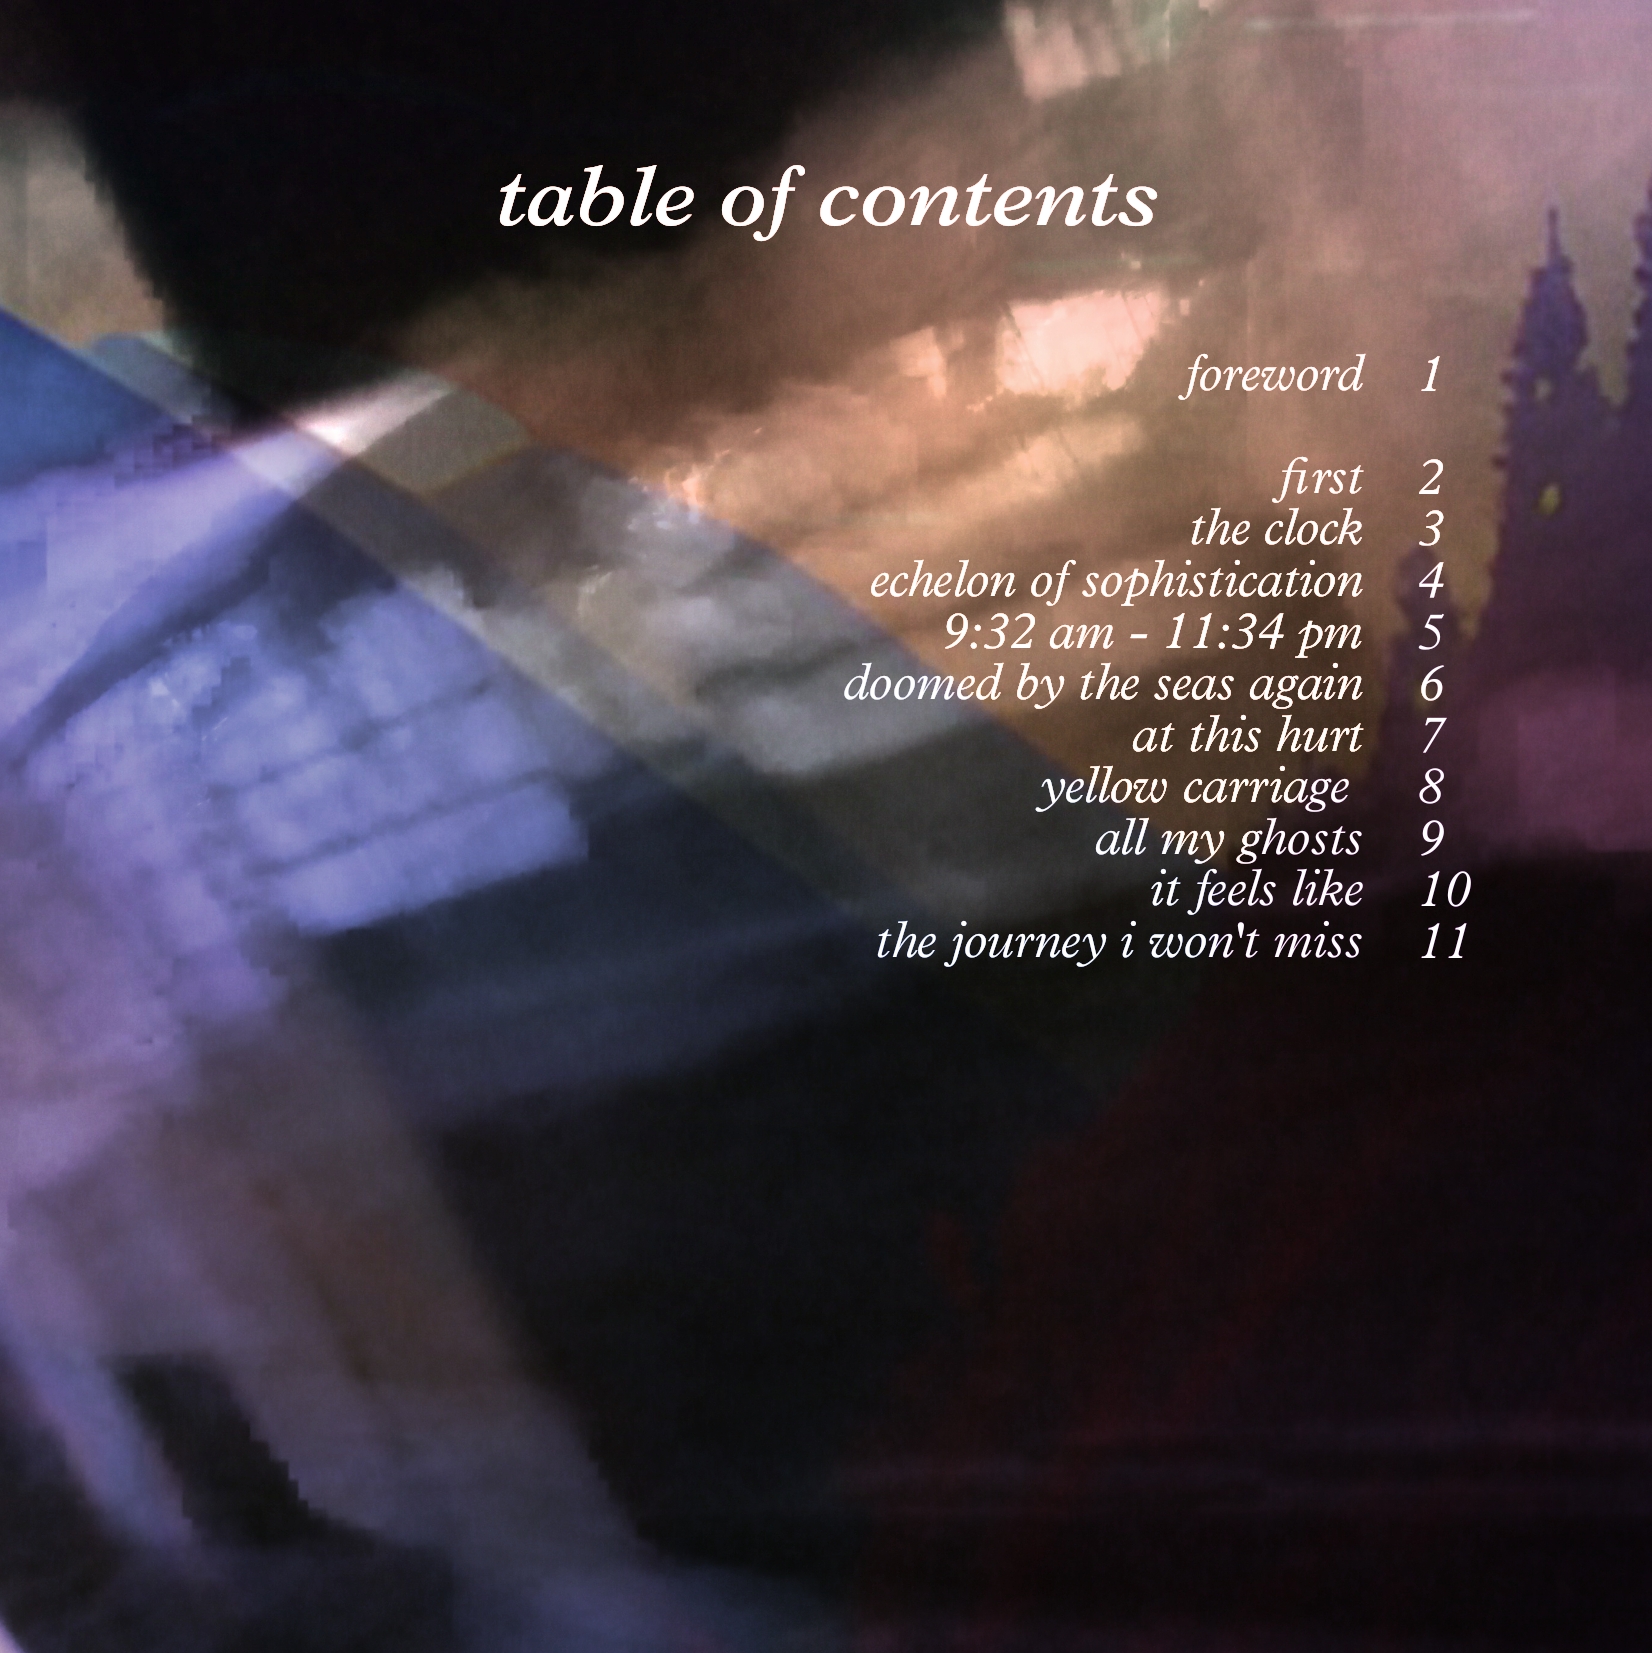 table of contents
foreword 1
first 2
the clock 3
echelon of sophistication 4
9:32 am - 11:34 pm 5
doomed by the seas again 6
at this hurt 7
yellow carriage 8
all my ghosts 9
it feels like 10
the journey i won't miss 11